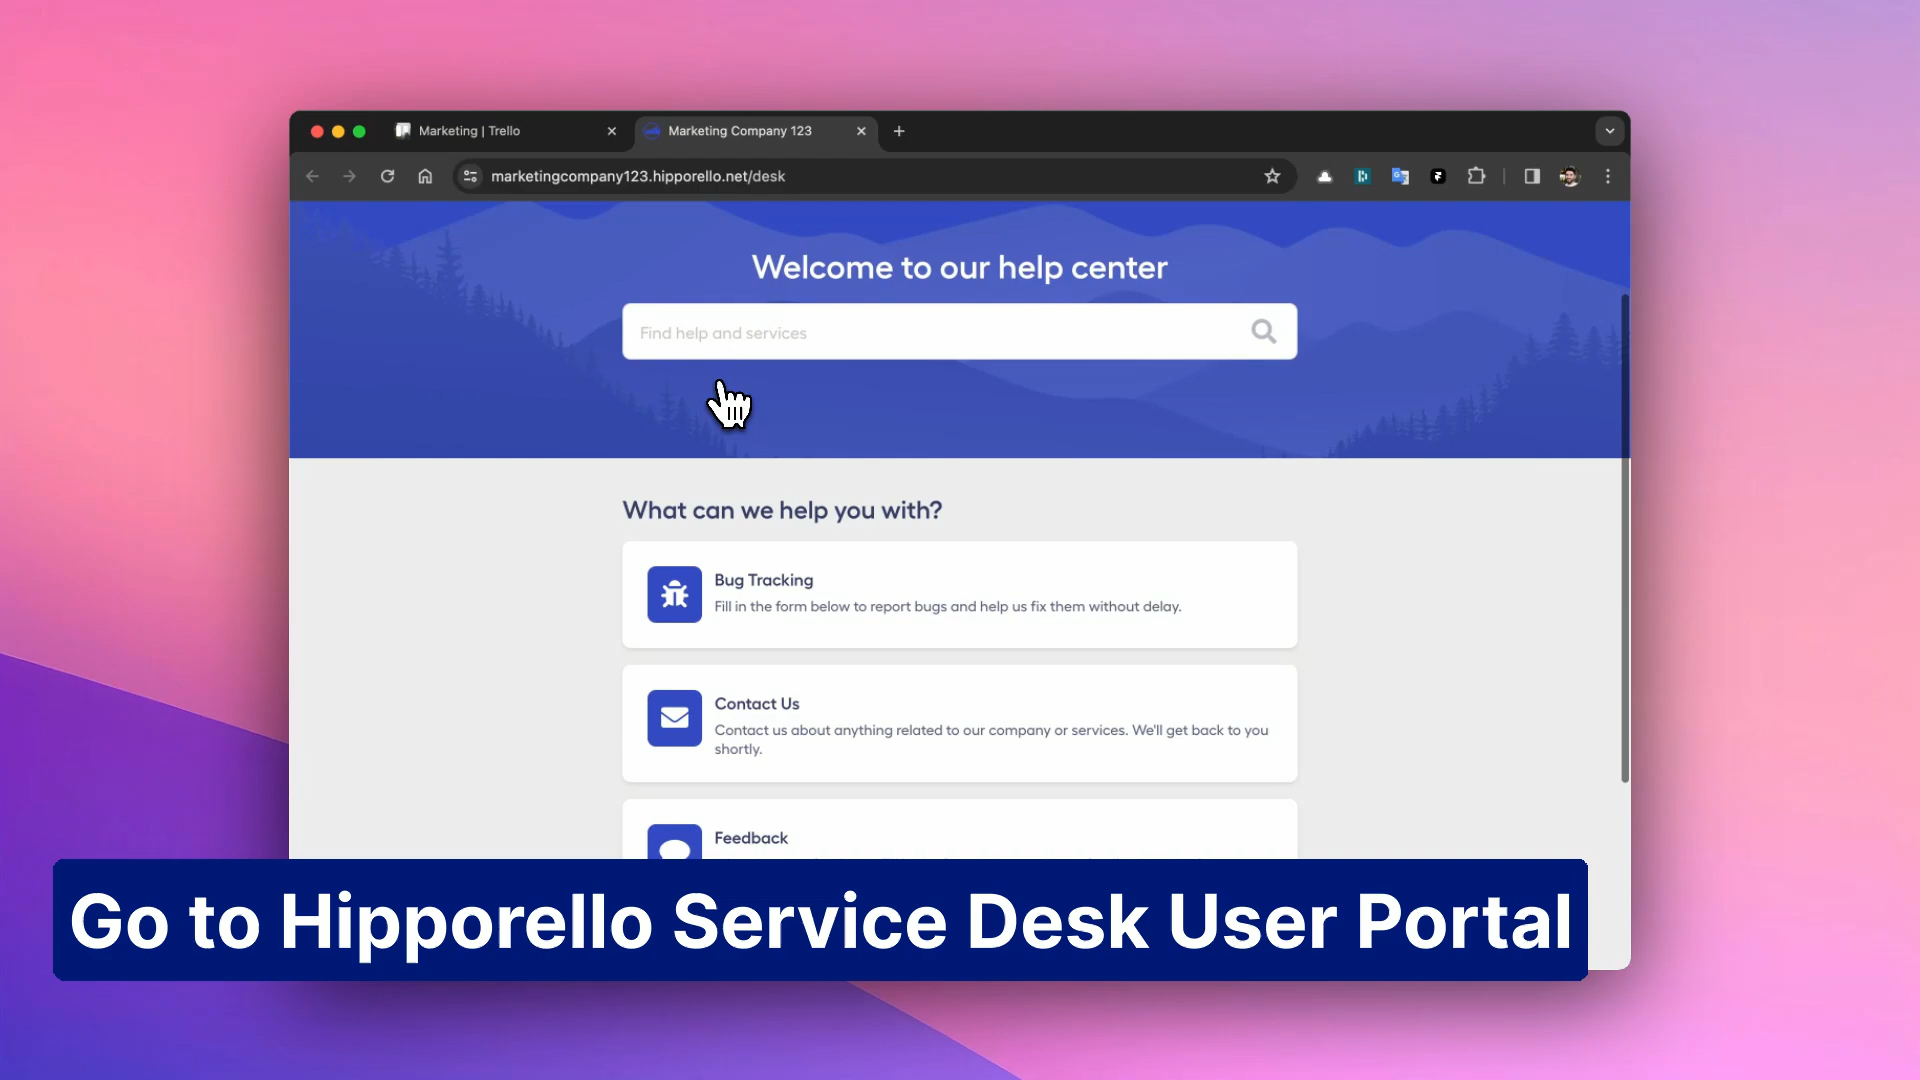 Marketing | Trello
Marketing Company 123
marketingcompany123.hipporello.net/desk
Welcome to our help center
Find help and services
What can we help you with?
Bug Tracking
Fill in the form below to report bugs and help us fix them without delay.
Contact Us
Contact us about anything related to our company or services. We'll get back to you
shortly.
Feedback
Go to Hipporello Service Desk User Portal